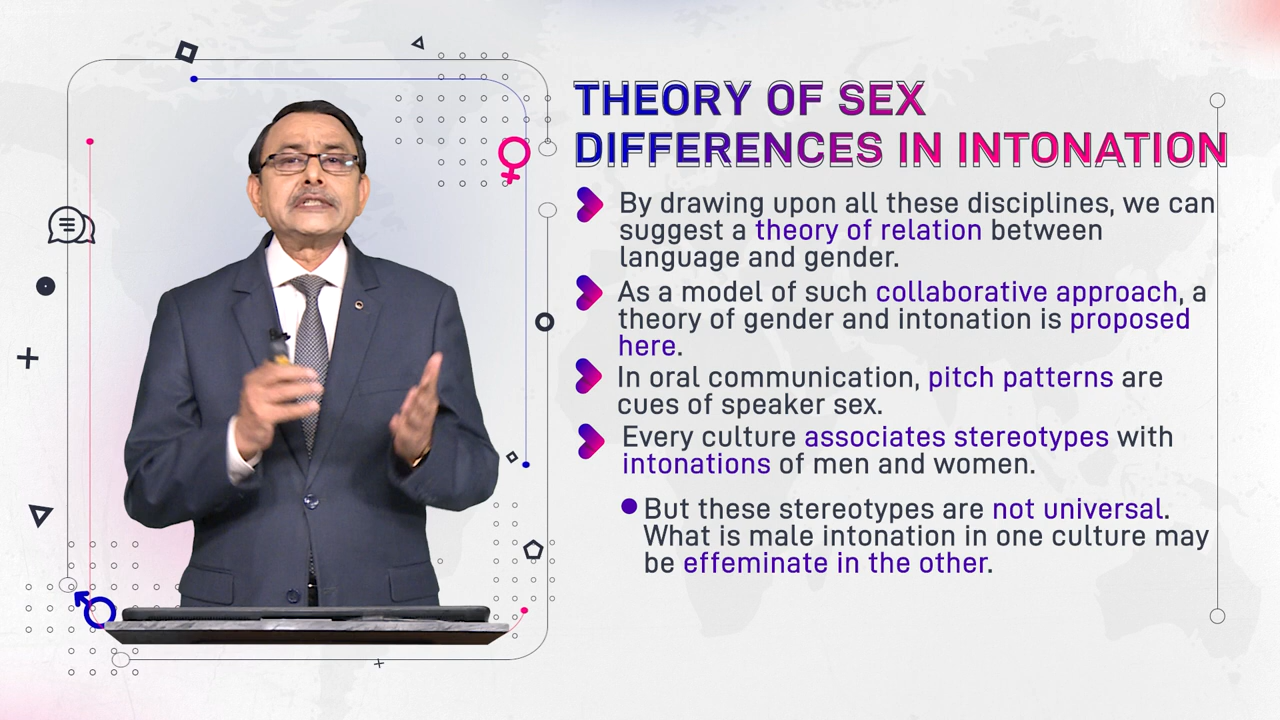 THEORY OF SEX
DIFFERENCES IN INTONATION
By drawing upon all these disciplines, we can
suggest a theory of relation between
language and gender.
As a model of such collaborative approach, a
theory of gender and intonation is proposed
here.
In oral communication, pitch patterns are
cues of speaker sex.
Every culture associates stereotypes with
intonations of men and women.
But these stereotypes are not universal.
What is male intonation in one culture may
be effeminate in the other.